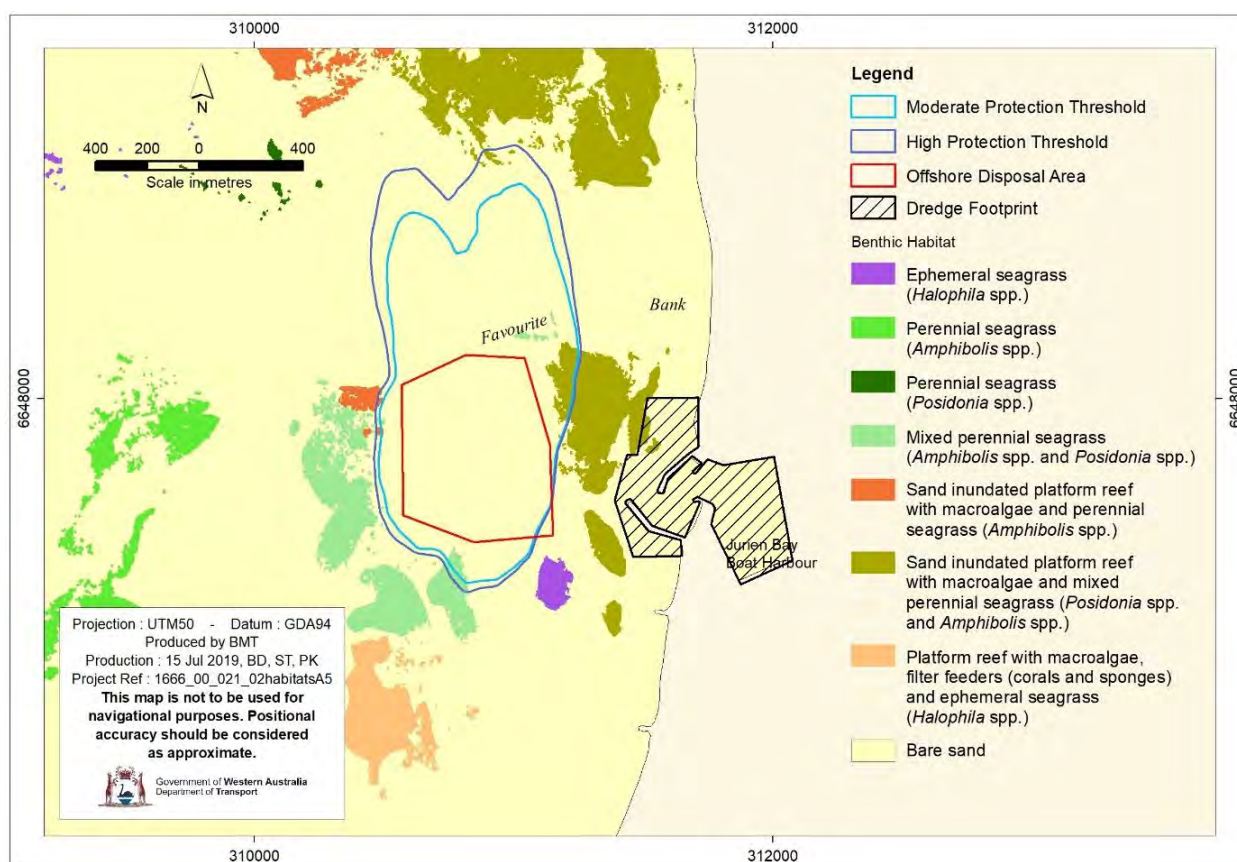 310000
312000
N
400 200 0 400
Scale in metres
Favourite
Bank
6648000
6648000
Jurien Bay
Boat Harbour
Legend
Moderate Protection Threshold
High Protection Threshold
Offshore Disposal Area
Dredge Footprint
Benthic Habitat
Ephemeral seagrass
(Halophila spp.)
Perennial seagrass
(Amphibolis spp.)
Perennial seagrass
(Posidonia spp.)
Mixed perennial seagrass
(Amphibolis spp. and Posidonia spp.)
Sand inundated platform reef
with macroalgae and perennial
seagrass (Amphibolis spp.)
Sand inundated platform reef
with macroalgae and mixed
perennial seagrass (Posidonia spp.
and Amphibolis spp.)
Platform reef with macroalgae,
filter feeders (corals and sponges)
and ephemeral seagrass
(Halophila spp.)
Bare sand
Projection : UTM50 - Datum : GDA94
Produced by BMT
Production : 15 Jul 2019, BD, ST, PK
Project Ref : 1666_00_021_02habitatsA5
This map is not to be used for
navigational purposes. Positional
accuracy should be considered
as approximate.
Government of Western Australia
Department of Transport
310000
312000